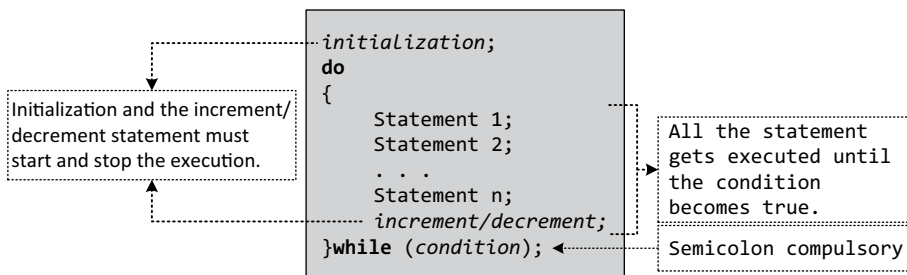 initialization;
do
{
Statement 1;
Statement 2;
. . .
Statement n;
increment/decrement;
}while (condition);
Initialization and the increment/
decrement statement must
start and stop the execution.
All the statement
gets executed until
the condition
becomes true.
Semicolon compulsory